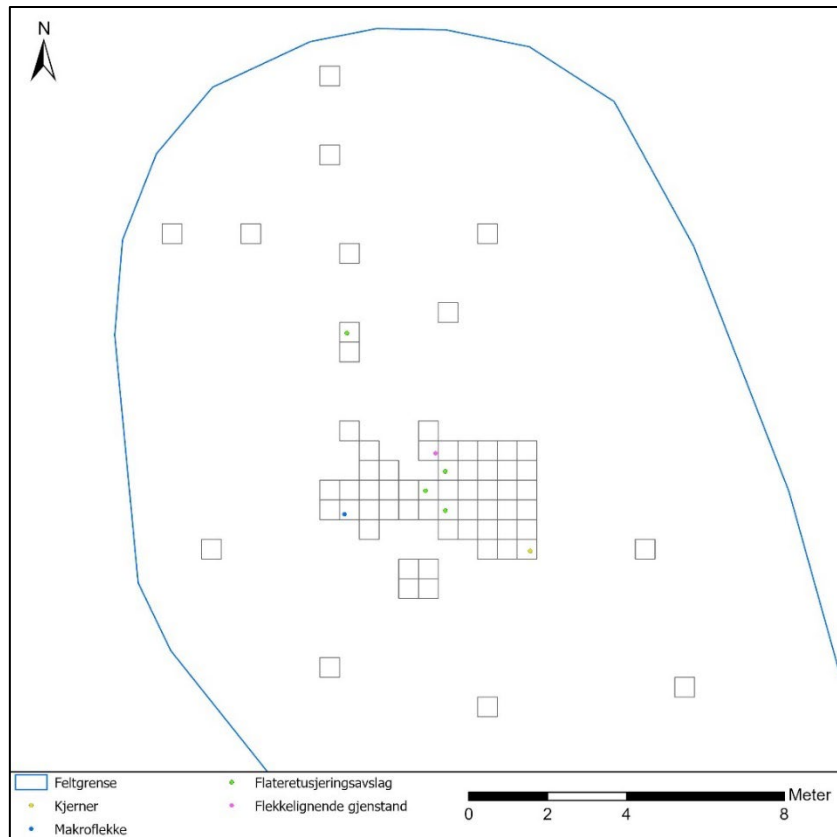 N
Feltgrense
Flateretusjeringsavslag
Kjerner
Flekkelignende gjenstand
Makroflekke
Meter
0 2 4 8